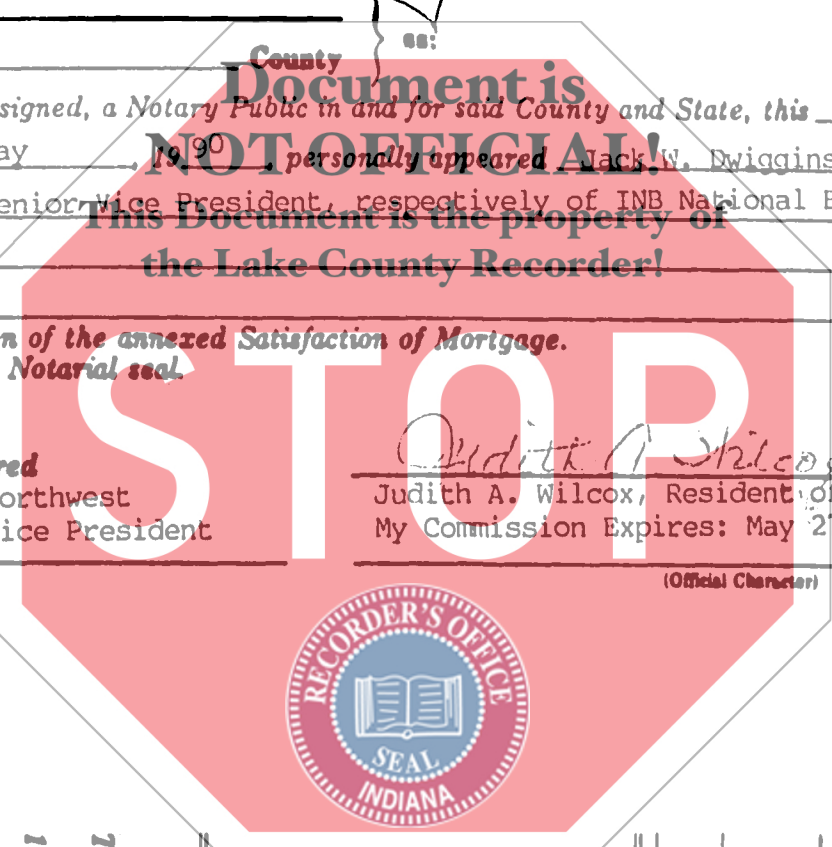 ss:
County
Document is
signed, a Notary Public in and for said County and State, this
ay , 19 90 , personally appeared Jack W. Dwiggins
NOT OFFICIAL!
enior Vice President, respectively of INB National B
This Document is the property of
the Lake County Recorder!
n of the annexed Satisfaction of Mortgage.
Notarial seal.
STOP
red
Judith A Wilcox
orthwest
Judith A. Wilcox, Resident of
ice President
My Commission Expires: May 27
(Official Character)
RECORDER'S OFFICE
SEAL
INDIANA